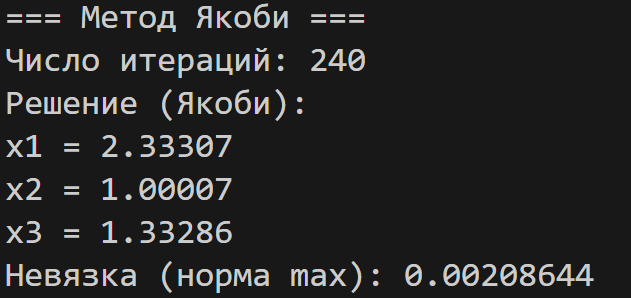 === Метод Якоби ===
Число итераций: 240
Решение (Якоби):
x1 = 2.33307
x2 = 1.00007
x3 = 1.33286
Невязка (норма max): 0.00208644